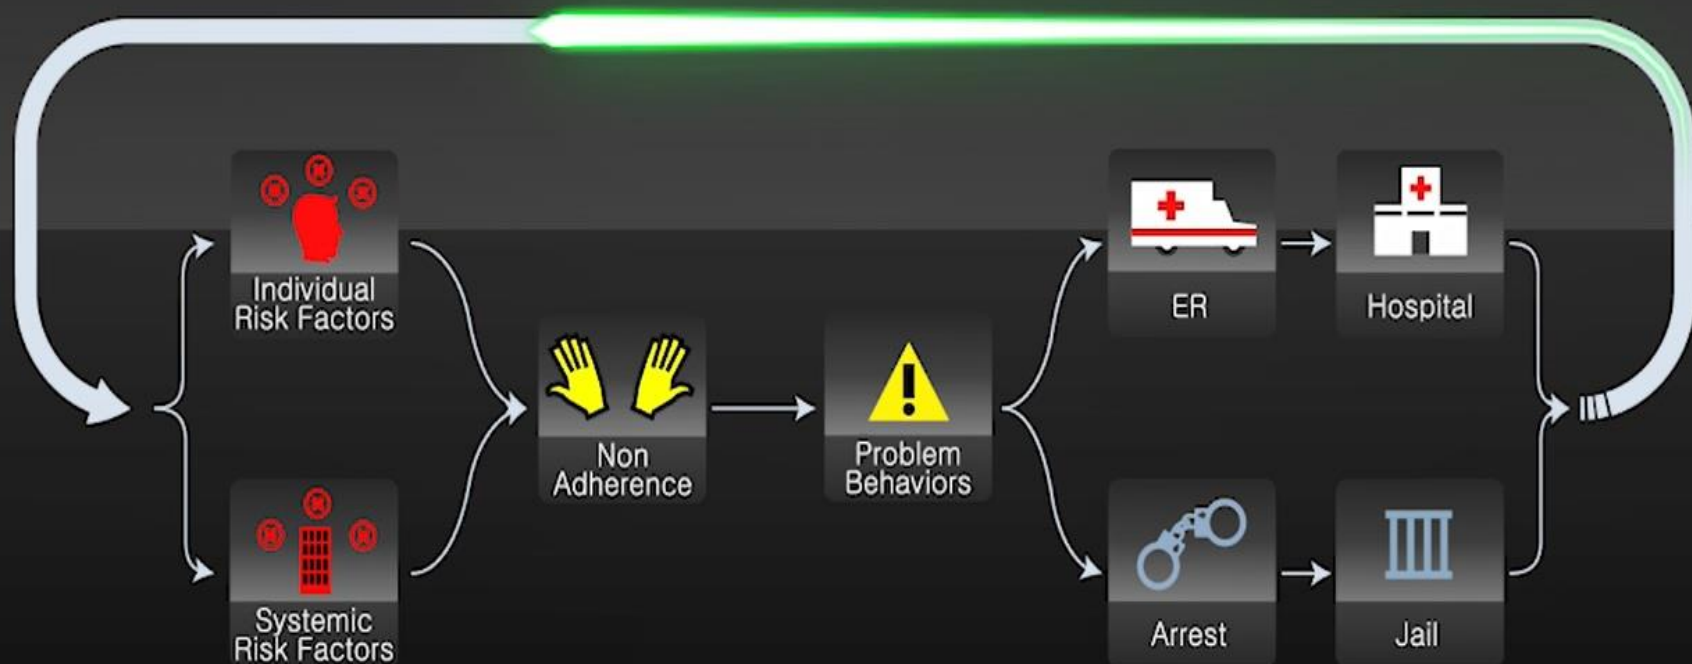 Individual
Risk Factors
Systemic
Risk Factors
Non
Adherence
Problem
Behaviors
ER
Hospital
Arrest
Jail